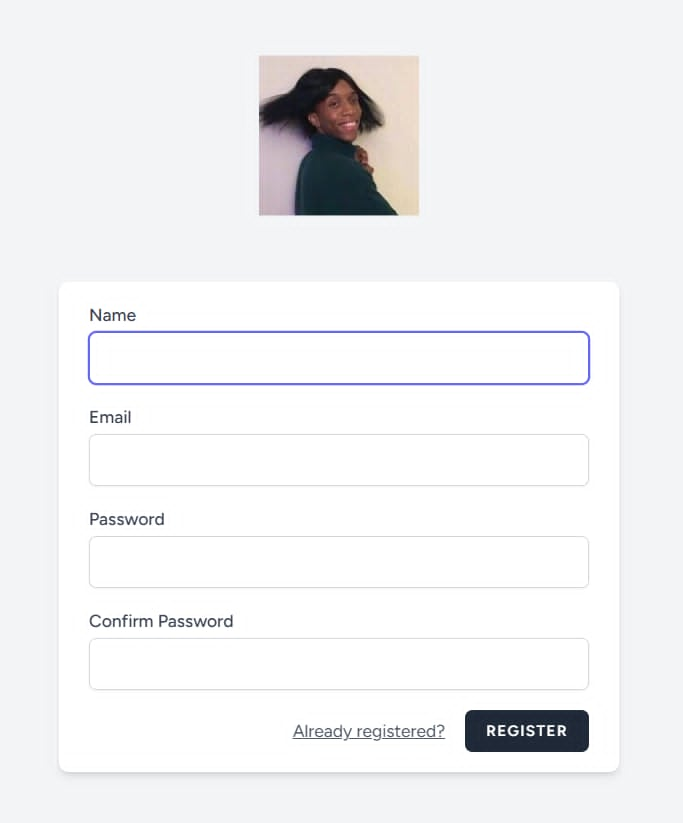 Name
Email
Password
Confirm Password
Already registered? REGISTER